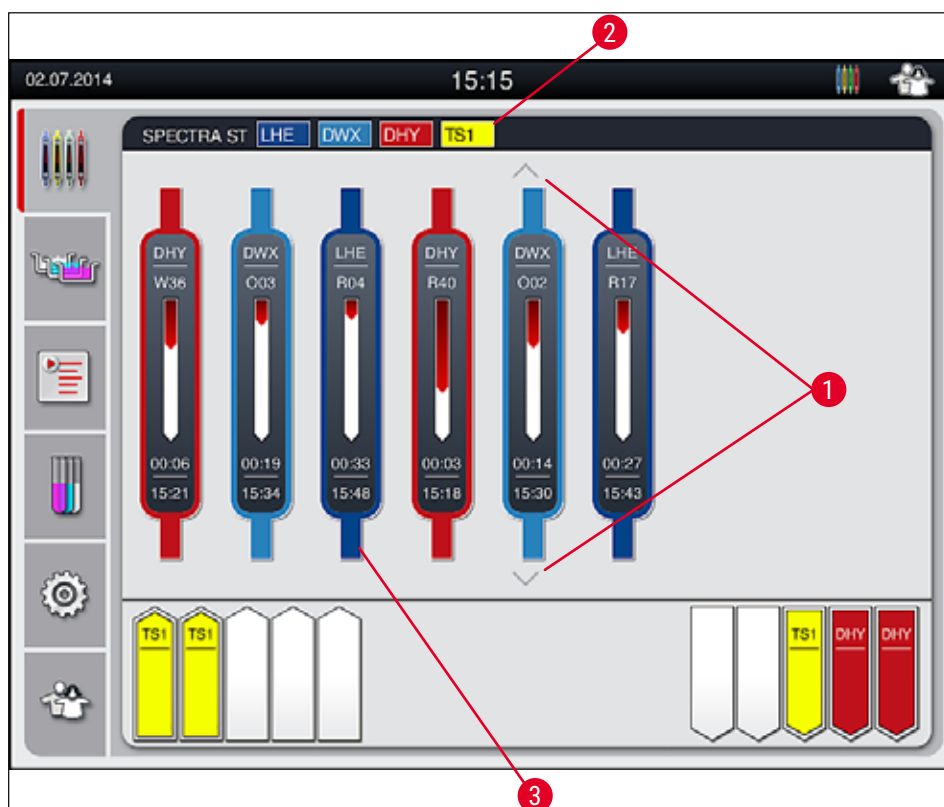 2
02.07.2014 15:15
SPECTRA ST LHE DWX DHY TS1
DHY DWX LHE DHY DWX LHE
W36 O03 R04 R40 O02 R17
1
00:06 00:19 00:33 00:03 00:14 00:27
15:21 15:34 15:48 15:18 15:30 15:43
TS1 TS1 TS1 DHY DHY
3